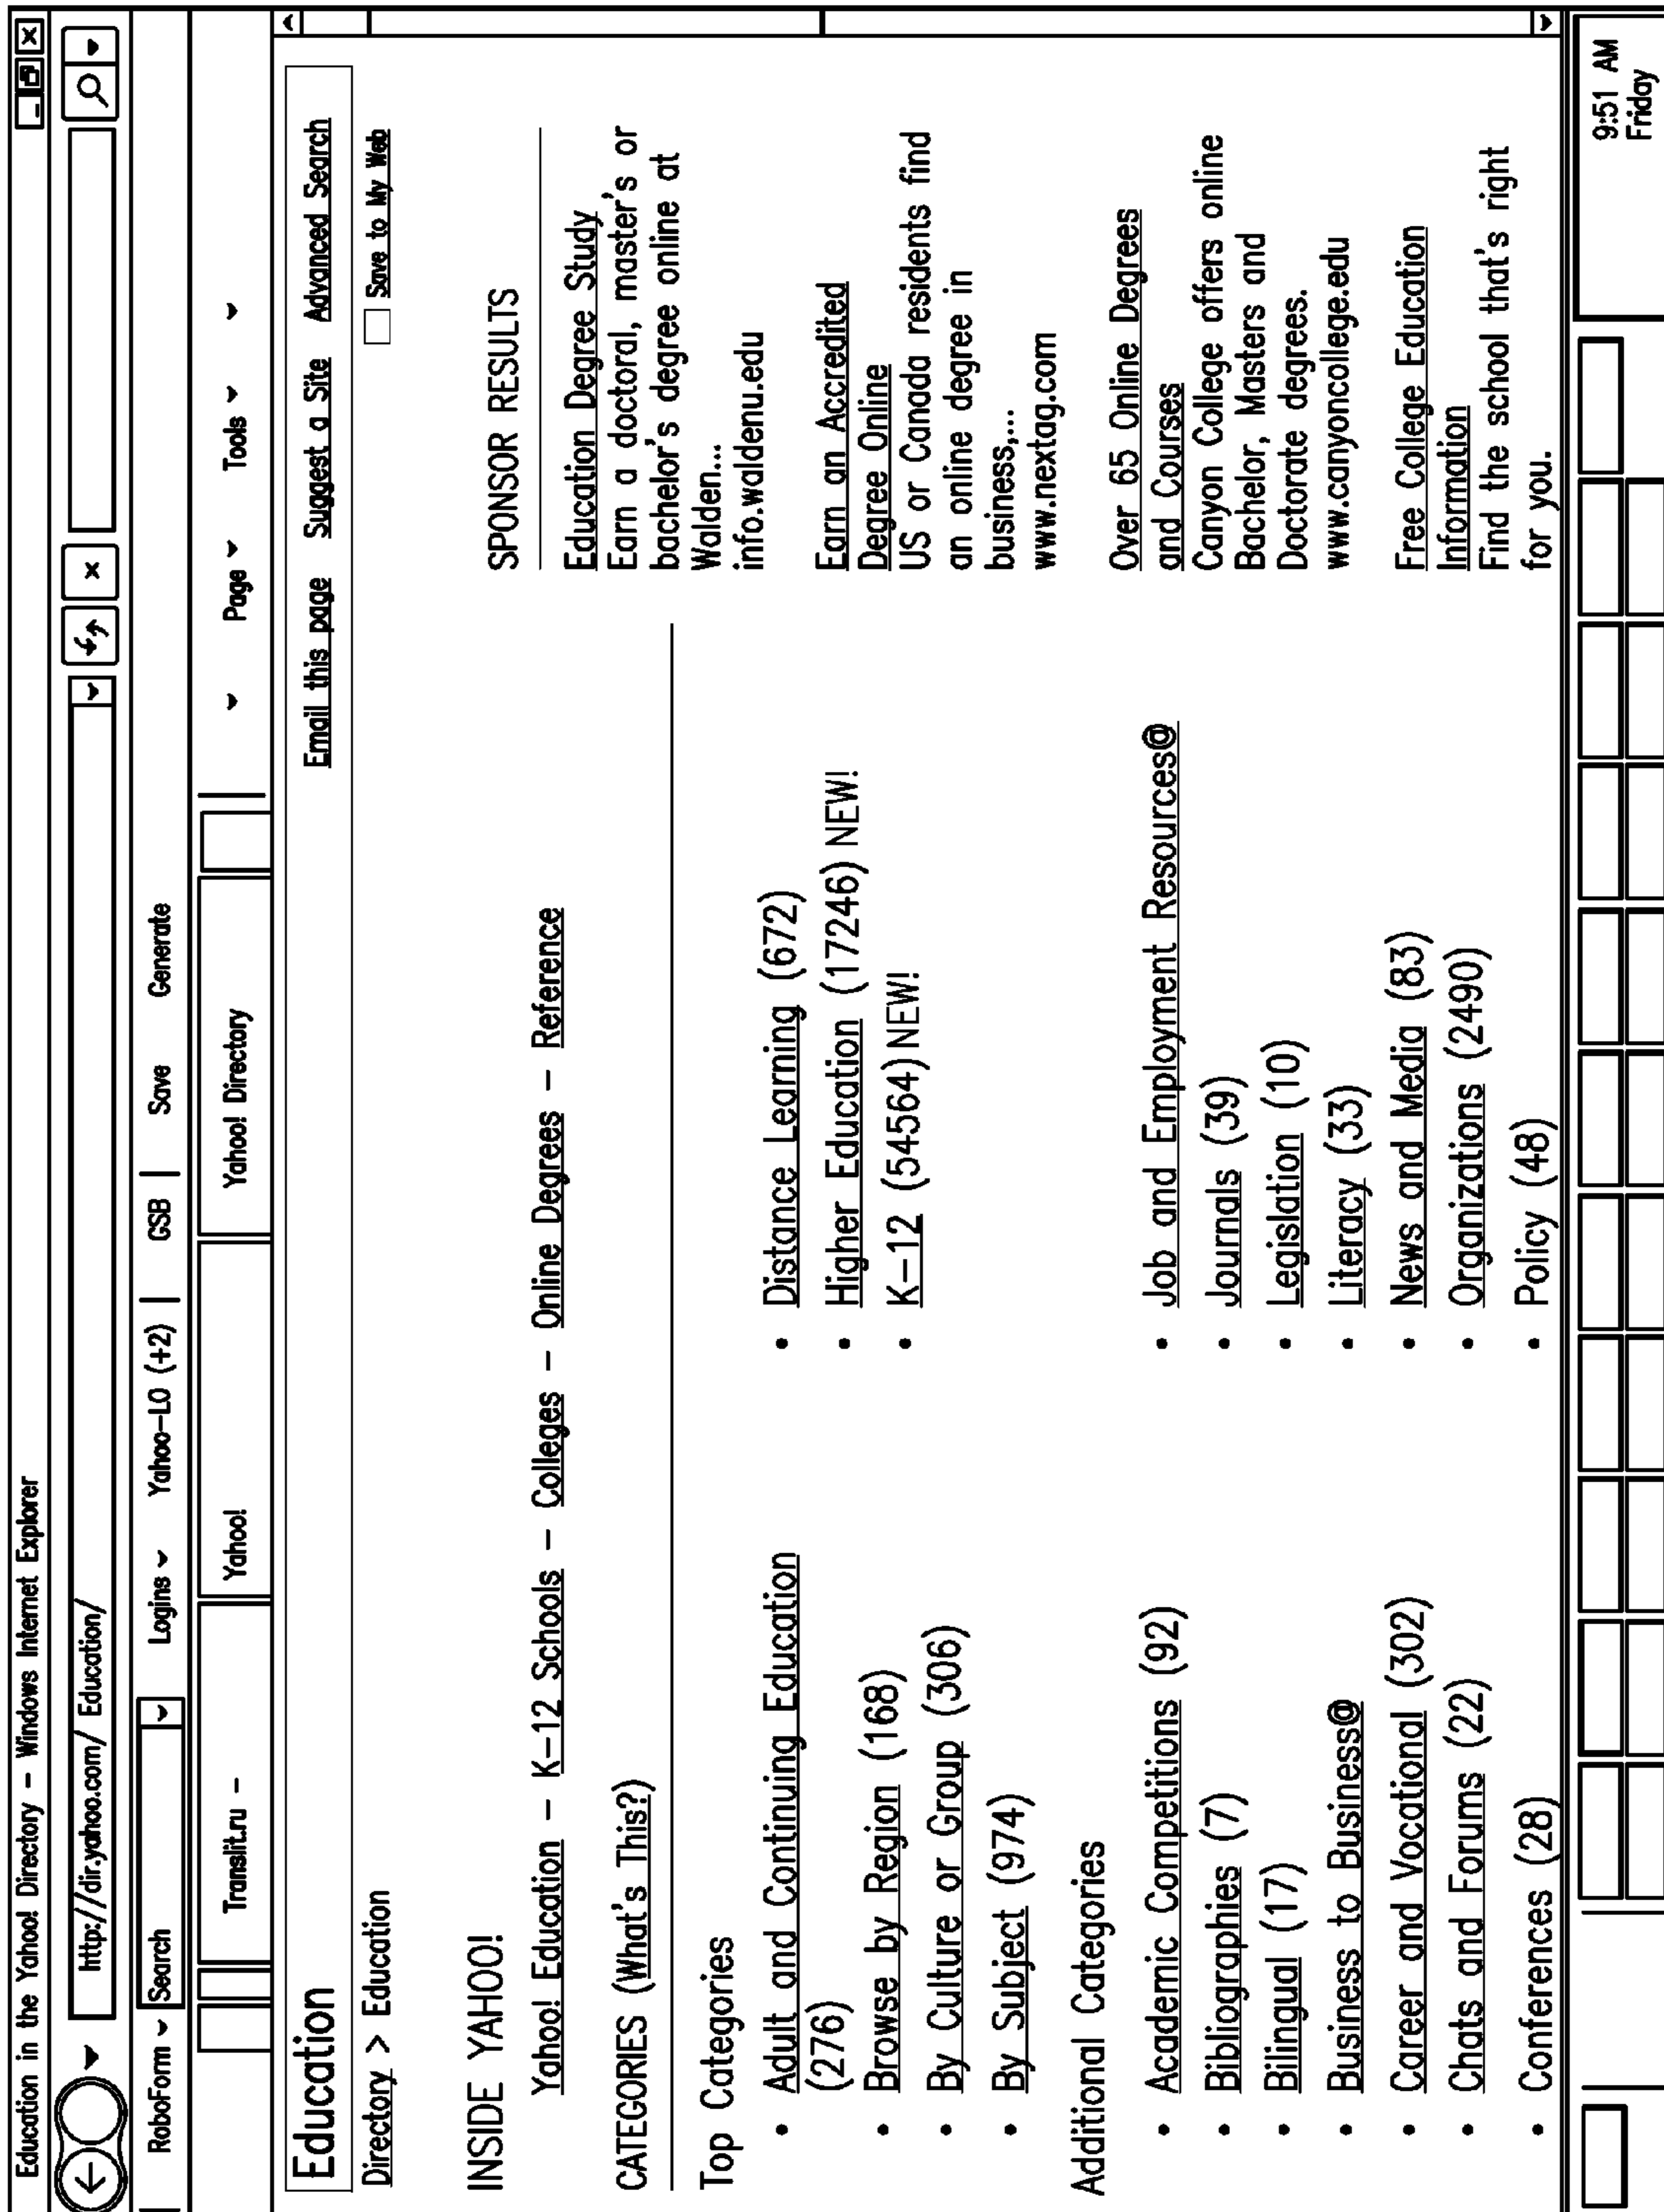 Education in the Yahoo! Directory - Windows Internet Explorer
http://dir.yahoo.com/ Education/
RoboForm Search Logins Yahoo-LO (+2) GSB Save Generate
Translit.ru - Yahoo! Yahoo! Directory Page Tools
Education Email this page Suggest a Site Advanced Search
Directory > Education Save to My Web
INSIDE YAHOO!
Yahoo! Education - K-12 Schools - Colleges - Online Degrees - Reference
CATEGORIES (What's This?)
Top Categories
• Adult and Continuing Education
(276)
• Browse by Region (168)
• By Culture or Group (306)
• By Subject (974)
• Distance Learning (672)
• Higher Education (17246) NEW!
• K-12 (54564) NEW!
Additional Categories
• Academic Competitions (92)
• Bibliographies (7)
• Bilingual (17)
• Business to Business@
• Career and Vocational (302)
• Chats and Forums (22)
• Conferences (28)
• Job and Employment Resources@
• Journals (39)
• Legislation (10)
• Literacy (33)
• News and Media (83)
• Organizations (2490)
• Policy (48)
SPONSOR RESULTS
Education Degree Study
Earn a doctoral, master's or
bachelor's degree online at
Walden...
info.waldenu.edu
Earn an Accredited
Degree Online
US or Canada residents find
an online degree in
business,...
www.nextag.com
Over 65 Online Degrees
and Courses
Canyon College offers online
Bachelor, Masters and
Doctorate degrees.
www.canyoncollege.edu
Free College Education
Information
Find the school that's right
for you.
9:51 AM
Friday